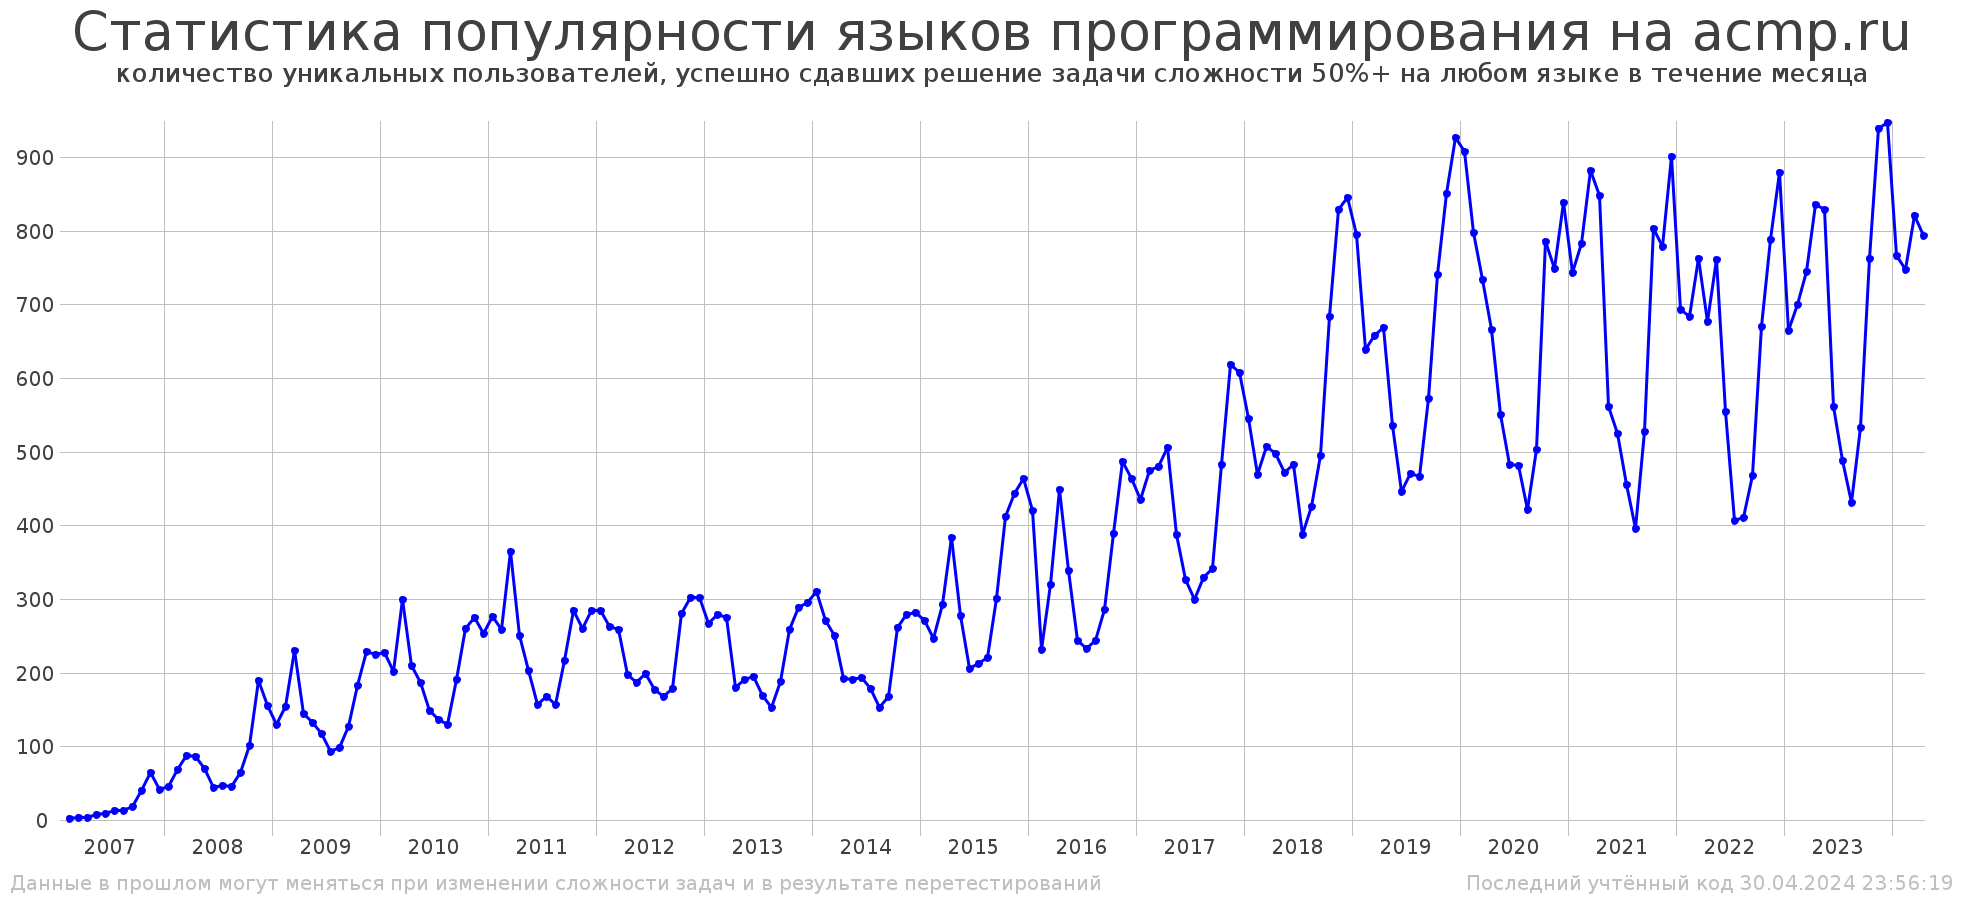 Статистика популярности языков программирования на acmp.ru
количество уникальных пользователей, успешно сдавших решение задачи сложности 50%+ на любом языке в течение месяца
900
800
700
600
500
400
300
200
100
0
2007 2008 2009 2010 2011 2012 2013 2014 2015 2016 2017 2018 2019 2020 2021 2022 2023
Данные в прошлом могут меняться при изменении сложности задач и в результате перетестирований
Последний учтённый код 30.04.2024 23:56:19